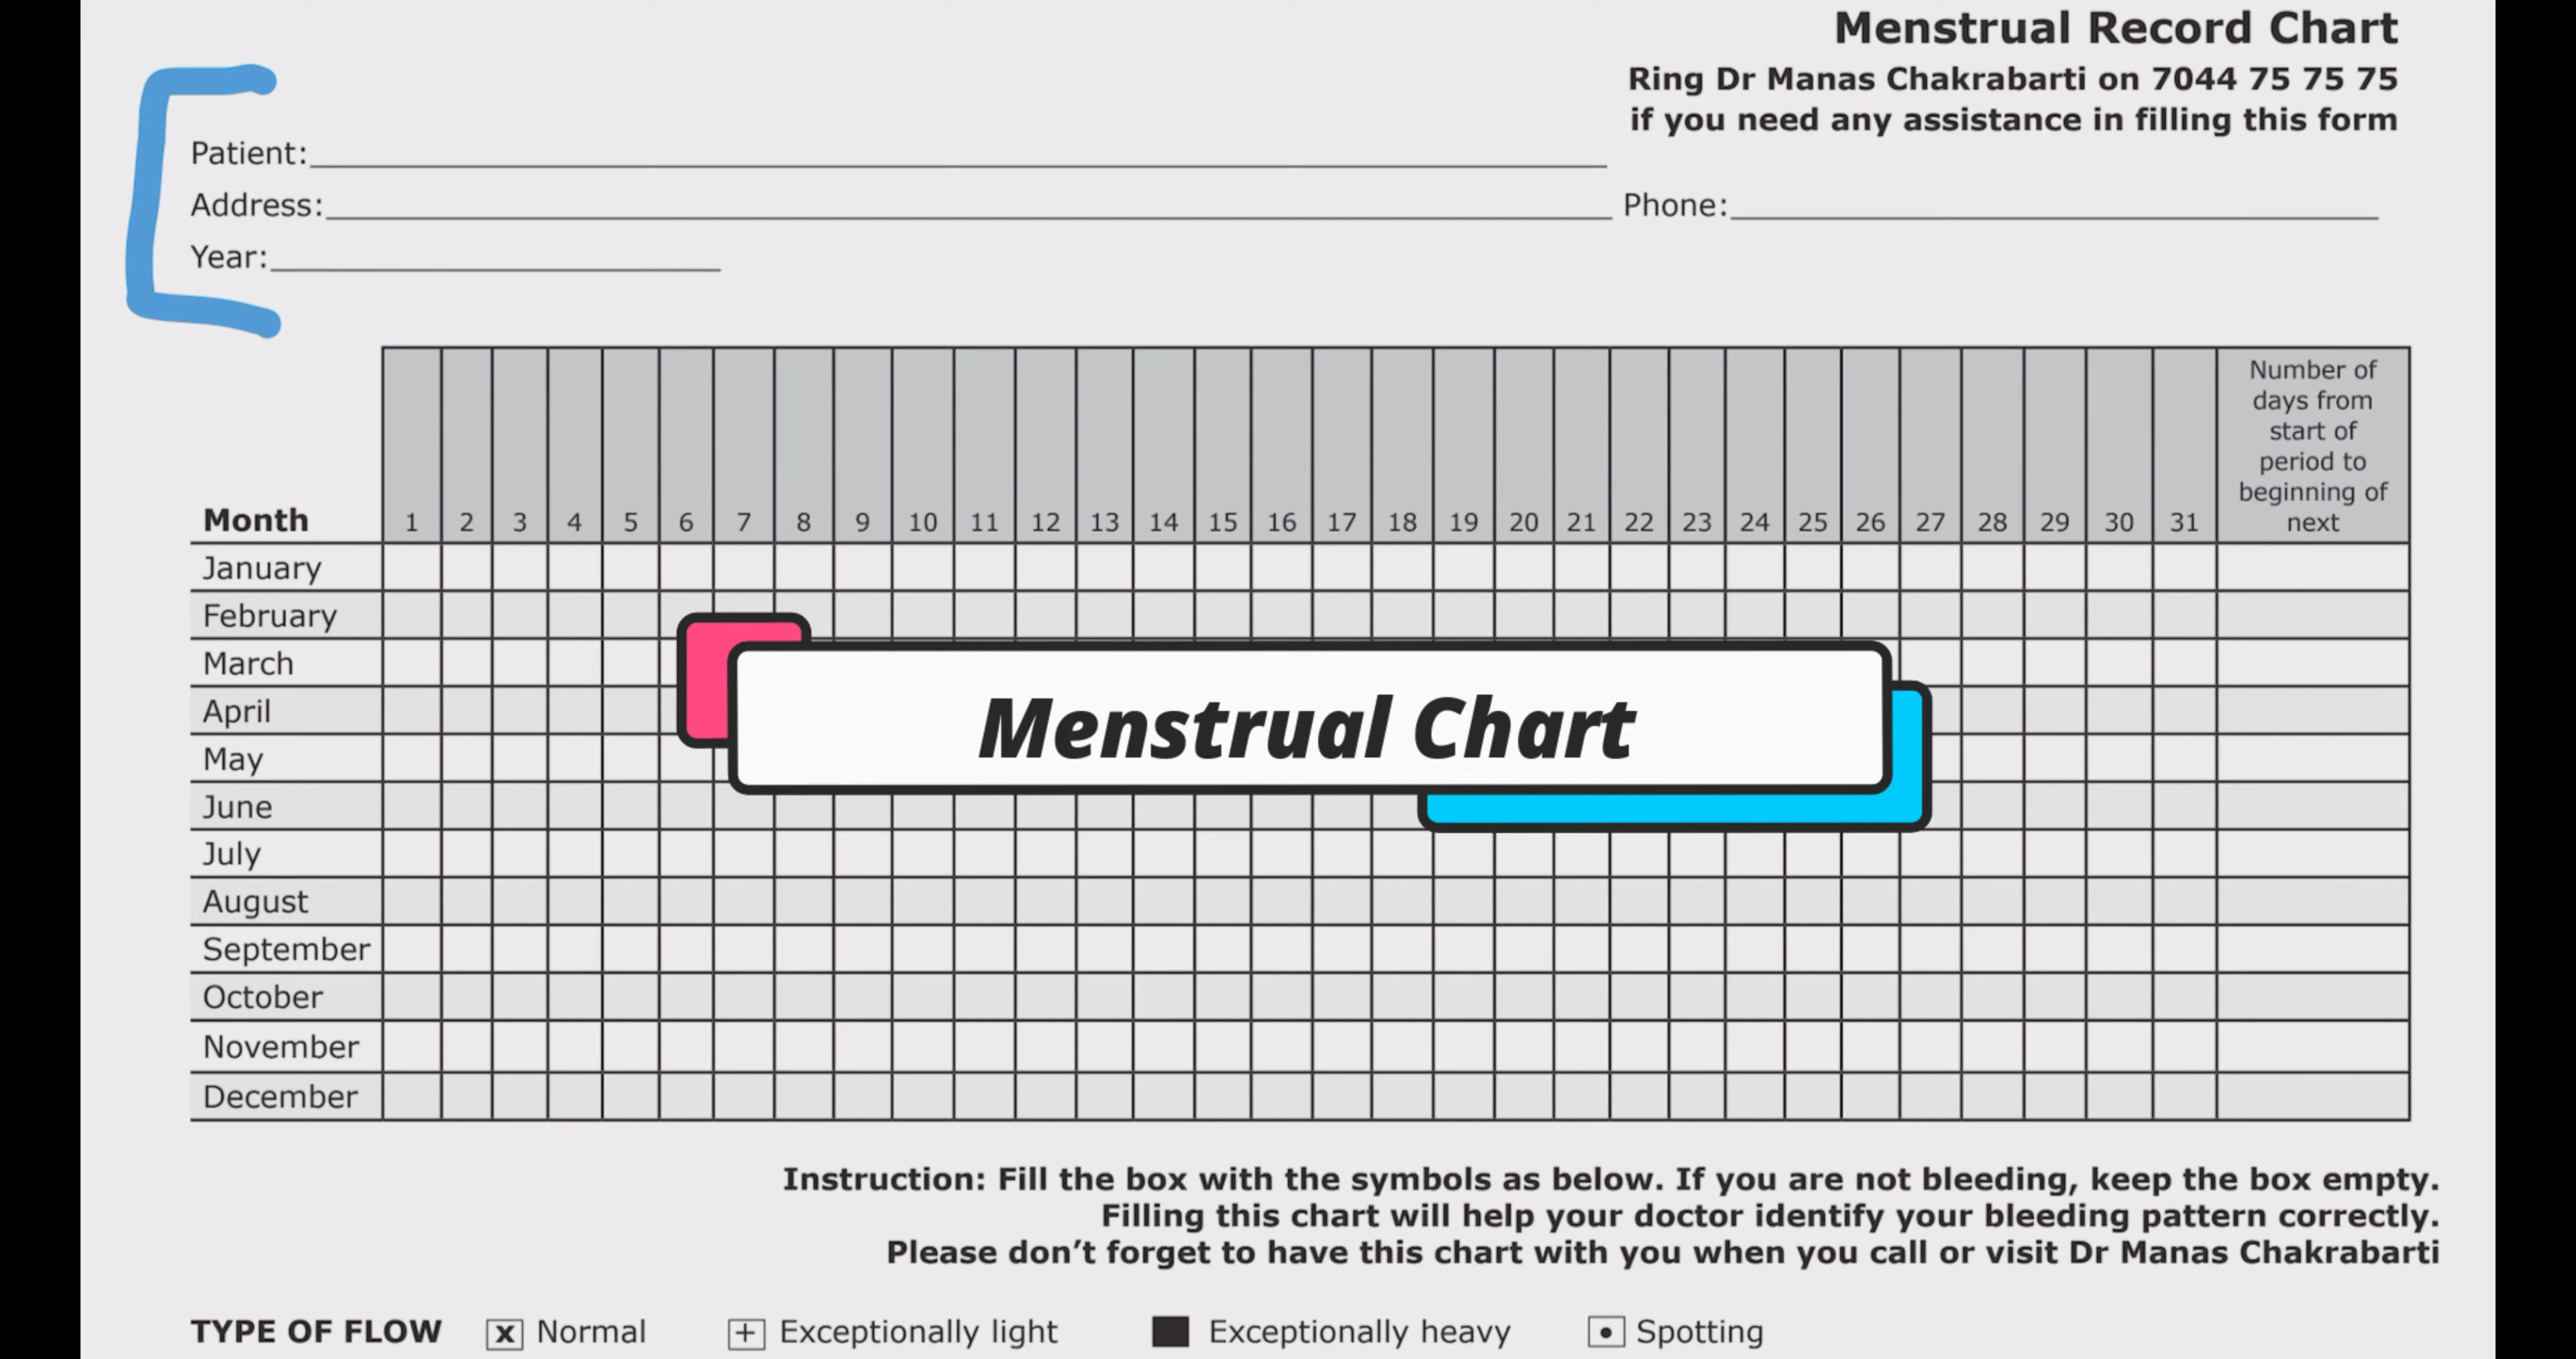 Menstrual Record Chart
Ring Dr Manas Chakrabarti on 7044 75 75 75
if you need any assistance in filling this form
Patient:
Address: Phone:
Year:
Month 1 2 3 4 5 6 7 8 9 10 11 12 13 14 15 16 17 18 19 20 21 22 23 24 25 26 27 28 29 30 31
Number of
days from
start of
period to
beginning of
next
January
February
March
April
May
June
July
August
September
October
November
December
Menstrual Chart
Instruction: Fill the box with the symbols as below. If you are not bleeding, keep the box empty.
Filling this chart will help your doctor identify your bleeding pattern correctly.
Please don’t forget to have this chart with you when you call or visit Dr Manas Chakrabarti
TYPE OF FLOW x Normal + Exceptionally light Exceptionally heavy • Spotting